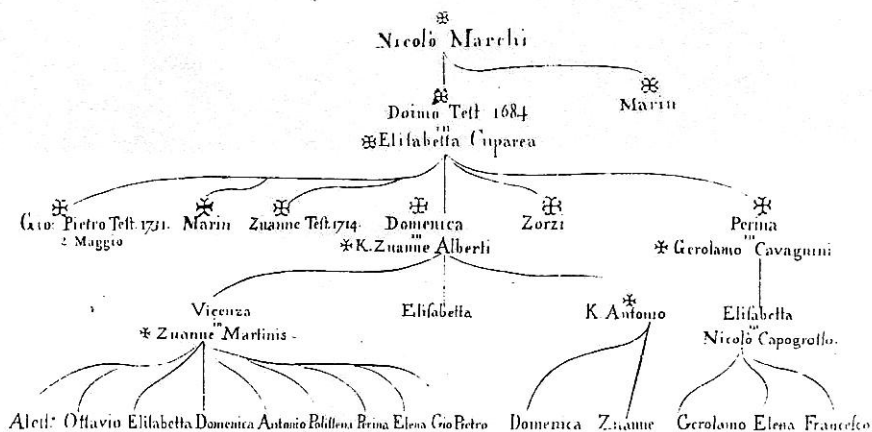 Nicolò Marchi
Marin
Doimo Teſt 1684
in
Eliſabetta Cuparea
Gio: Pietro Teſt. 1731. Marin Zuanne Teſt. 1714. Domenica Zorzi Perina
2 Maggio
in in
K. Zuanne Alberti Gerolamo Cavagnini
Vicenza Eliſabetta K. Antonio Eliſabetta
in in
Zuanne Martinis. Nicolò Capogroſſo.
Ottavio Eliſabetta Domenica Antonio Poliſſena Perina Elena Gio Pietro Domenica Zuanne Gerolamo Elena Franceſco